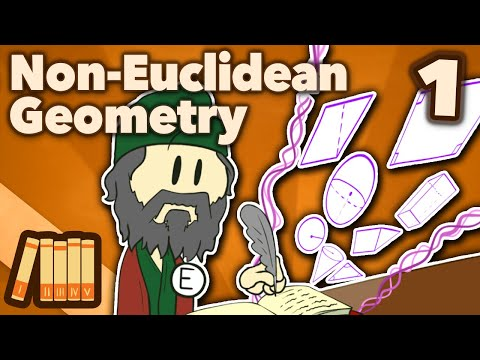 Non-Euclidean
Geometry
1
E
I
II
III
IV
V